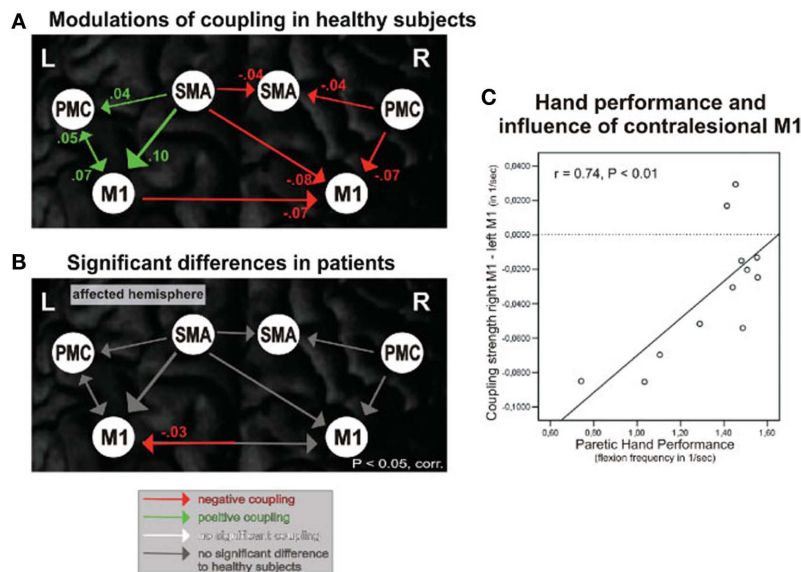 A
Modulations of coupling in healthy subjects
L
R
SMA
-.04
SMA
-.04
.04
PMC
PMC
.05
.10
.07
-.08
-.07
M1
M1
-.07
B
Significant differences in patients
L
affected hemisphere
R
SMA
SMA
PMC
PMC
M1
-.03
M1
P < 0.05, corr.
negative coupling
positive coupling
no significant coupling
no significant difference
to healthy subjects
C
Hand performance and
influence of contralesional M1
Coupling strength right M1 - left M1 (in 1/sec)
0,0400
0,0200
0,0000
-0,0200
-0,0400
-0,0600
-0,0800
-0,1000
r = 0.74, P < 0.01
0,60 0,80 1,00 1,20 1,40 1,60
Paretic Hand Performance
(flexion frequency in 1/sec)